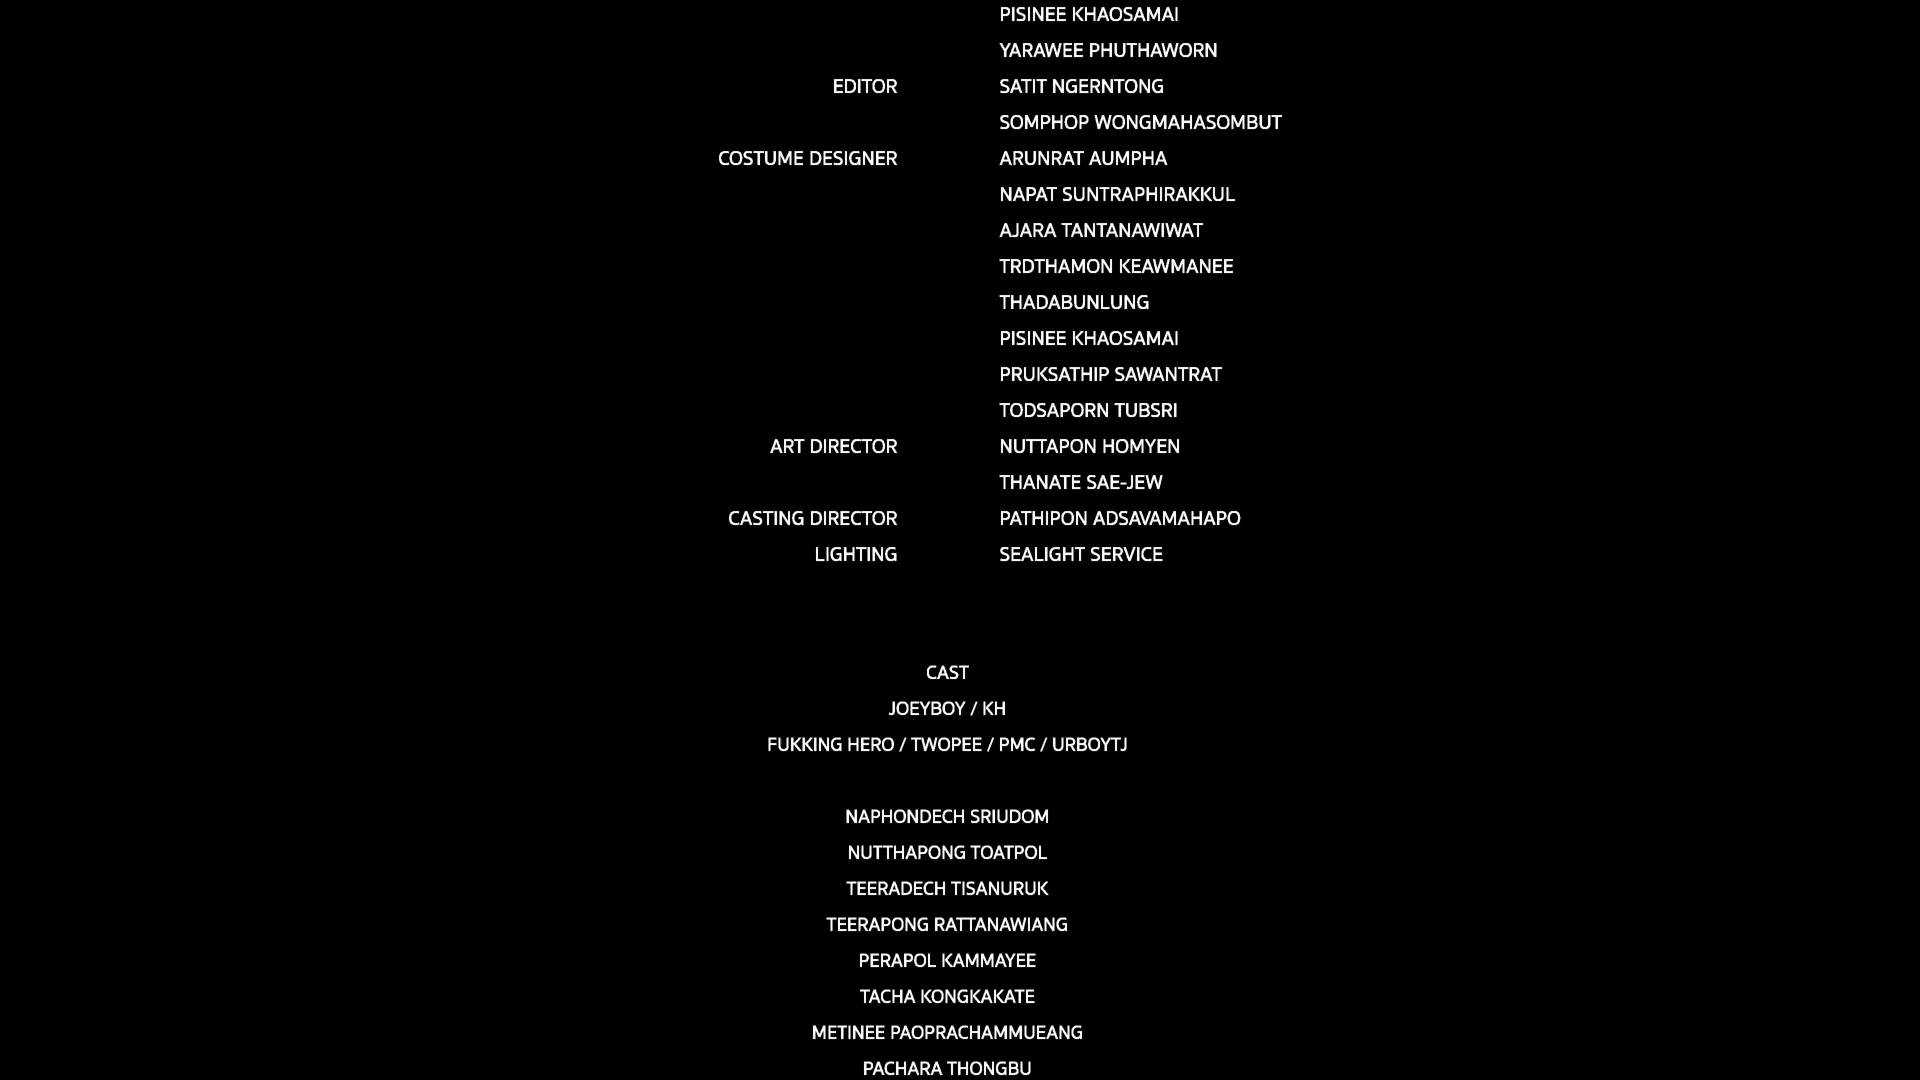 PISINEE KHAOSAMAI
YARAWEE PHUTHAWORN
EDITOR SATIT NGERNTONG
SOMPHOP WONGMAHASOMBUT
COSTUME DESIGNER ARUNRAT AUMPHA
NAPAT SUNTRAPHIRAKKUL
AJARA TANTANAWIWAT
TRDTHAMON KEAWMANEE
THADABUNLUNG
PISINEE KHAOSAMAI
PRUKSATHIP SAWANTRAT
TODSAPORN TUBSRI
ART DIRECTOR NUTTAPON HOMYEN
THANATE SAE-JEW
CASTING DIRECTOR PATHIPON ADSAVAMAHAPO
LIGHTING SEALIGHT SERVICE
CAST
JOEYBOY / KH
FUKKING HERO / TWOPEE / PMC / URBOYTJ
NAPHONDECH SRIUDOM
NUTTHAPONG TOATPOL
TEERADECH TISANURUK
TEERAPONG RATTANAWIANG
PERAPOL KAMMAYEE
TACHA KONGKAKATE
METINEE PAOPRACHAMMUEANG
PACHARA THONGBU